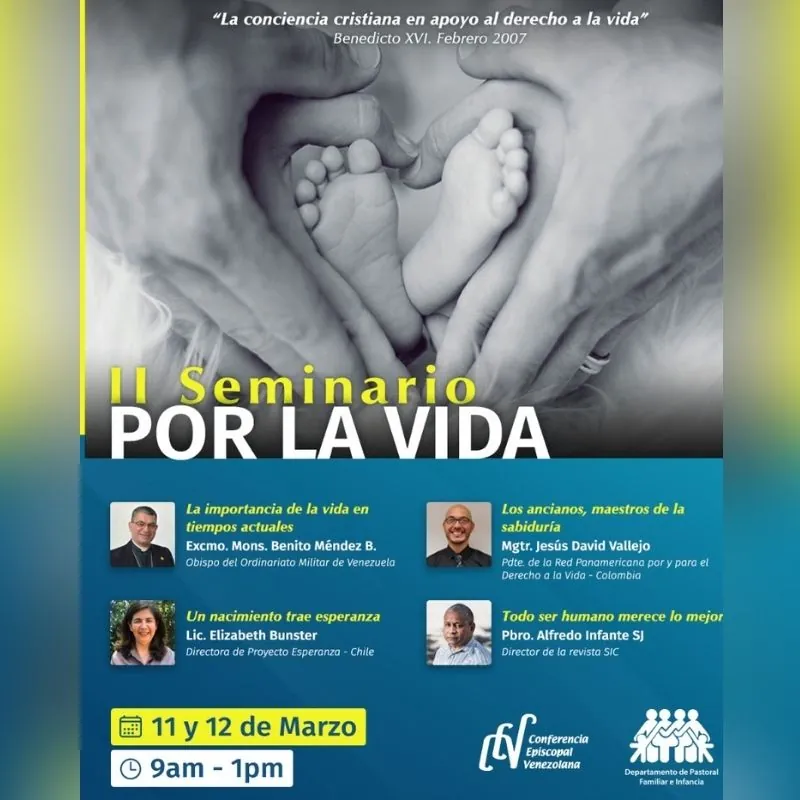 "La conciencia cristiana en apoyo al derecho a la vida"
Benedicto XVI. Febrero 2007
II Seminario
POR LA VIDA
La importancia de la vida en
tiempos actuales
Excmo. Mons. Benito Méndez B.
Obispo del Ordinariato Militar de Venezuela
Los ancianos, maestros de la
sabiduría
Mgtr. Jesús David Vallejo
Pdte. de la Red Panamericana por y para el
Derecho a la Vida - Colombia
Un nacimiento trae esperanza
Lic. Elizabeth Bunster
Directora de Proyecto Esperanza - Chile
Todo ser humano merece lo mejor
Pbro. Alfredo Infante SJ
Director de la revista SIC
11 y 12 de Marzo
9am - 1pm
CEV
Conferencia
Episcopal
Venezolana
Departamento de Pastoral
Familiar e Infancia